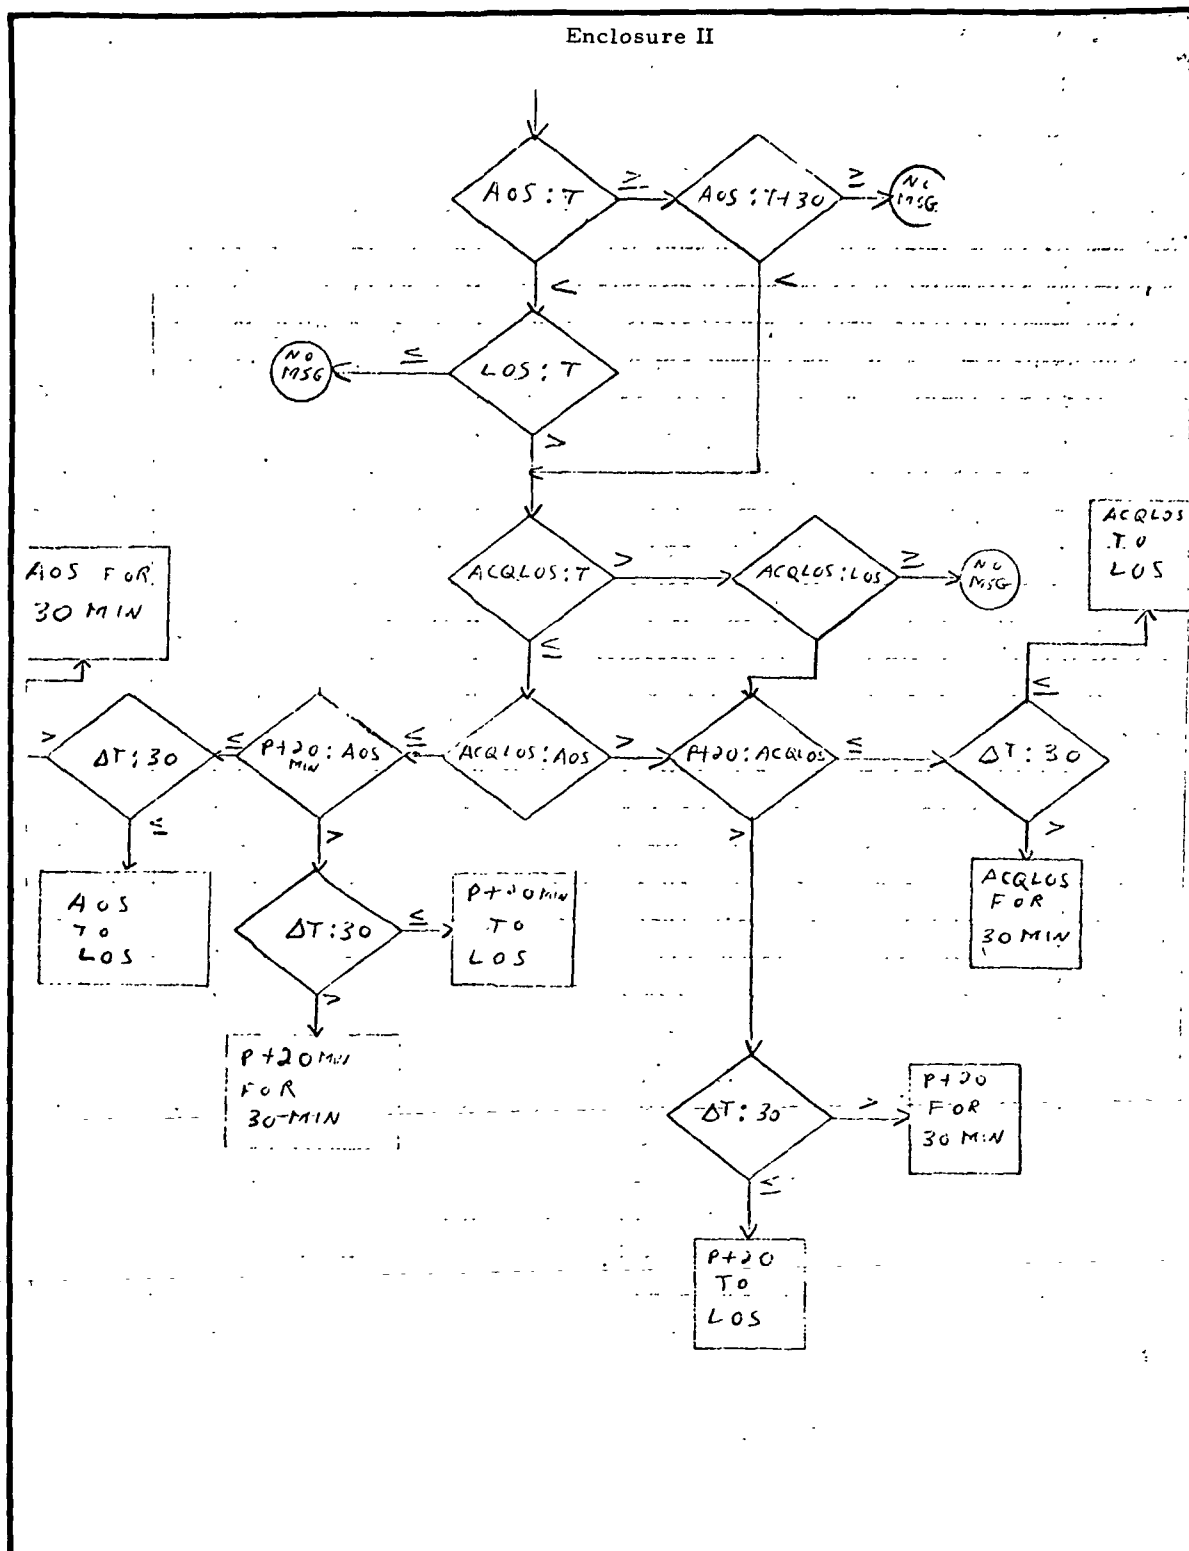 Enclosure II
AOS : T
≥
AOS : T+30
≥
NO
MSG
<
<
NO
MSG
≤
LOS : T
>
ACQLOS
TO
LOS
AOS FOR
30 MIN
ACQLOS : T
>
ACQLOS : LOS
≥
NO
MSG
≤
≤
>
ΔT : 30
≤
P+20 : AOS
MIN
≤
ACQLOS : AOS
>
P+20 : ACQLOS
≤
ΔT : 30
≤
>
>
>
AOS
TO
LOS
ΔT : 30
≤
P+20 MIN
TO
LOS
ACQLOS
FOR
30 MIN
>
P+20 MIN
FOR
30 MIN
ΔT : 30
>
P+20
FOR
30 MIN
≤
P+20
TO
LOS